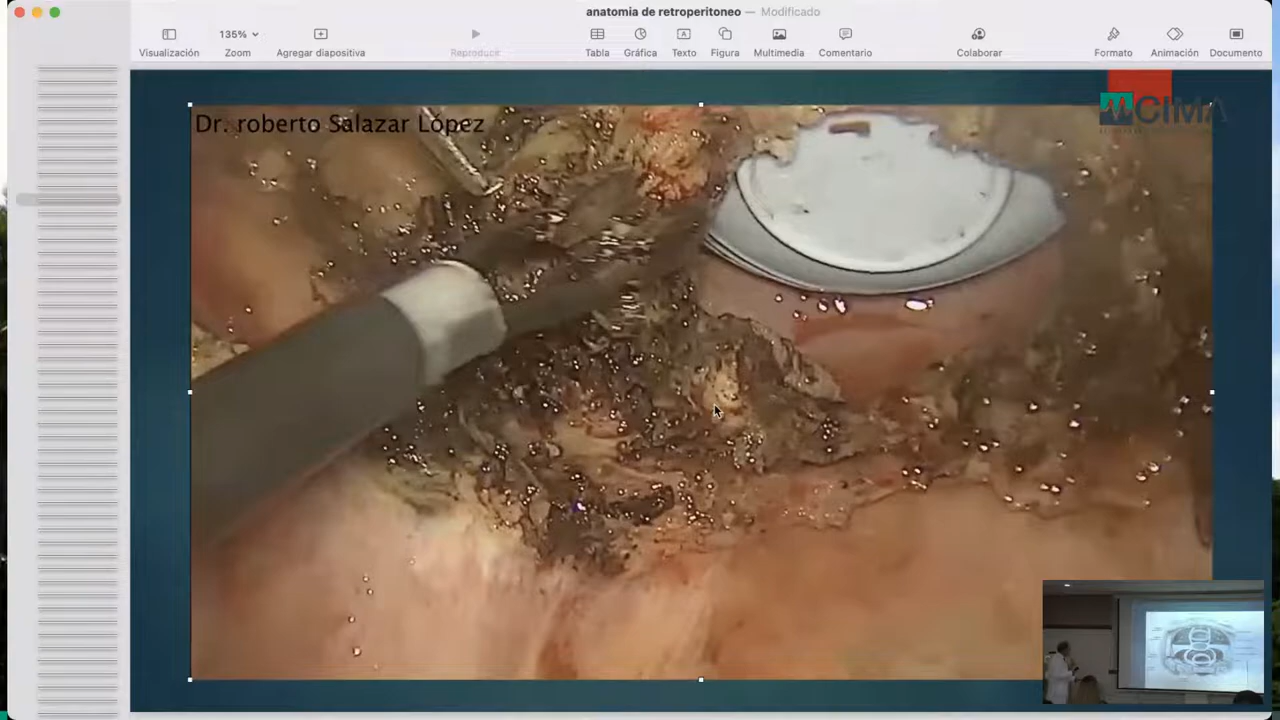 anatomia de retroperitoneo — Modificado
135%
Visualización
Zoom
Agregar diapositiva
Reproducir
Tabla
Gráfica
Texto
Figura
Multimedia
Comentario
Colaborar
Formato
Animación
Documento
Dr. roberto Salazar López
CIMA